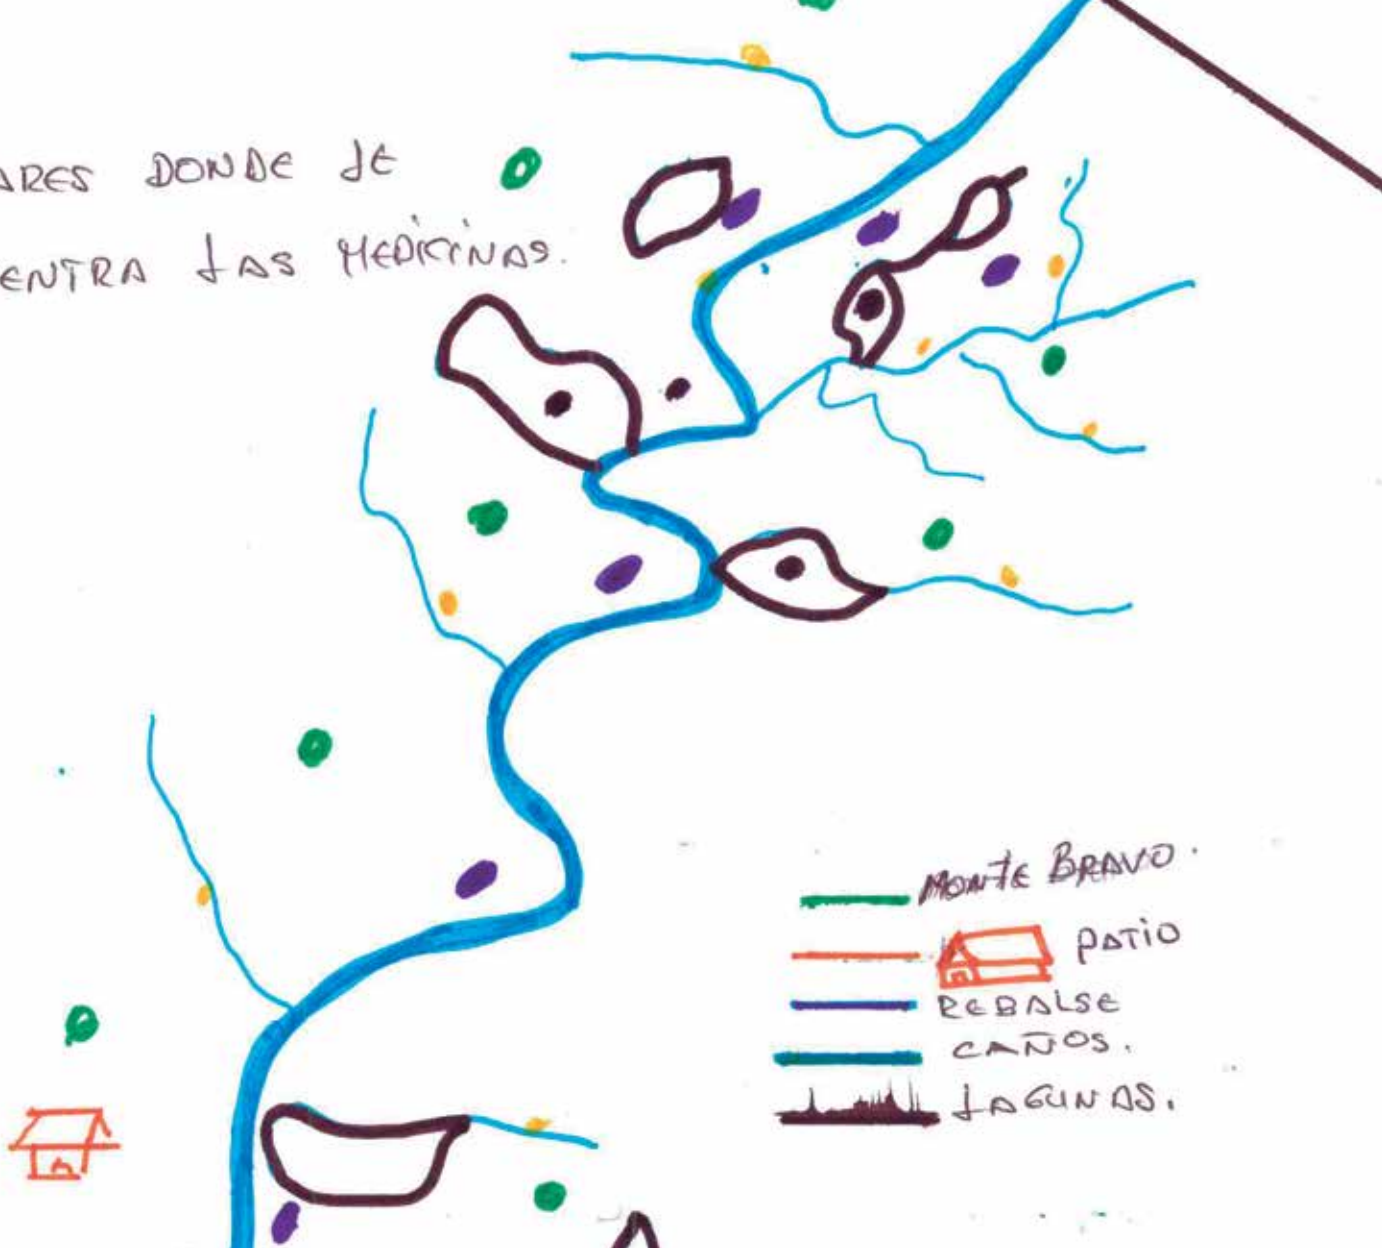 ARES DONDE SE
ENTRA LAS MEDICINAS.
MONTE BRAVO.
PATIO
REBALSE
CAÑOS.
LAGUNAS.